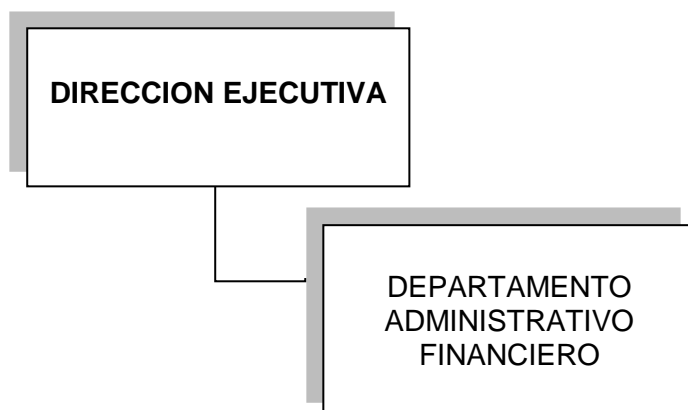 DIRECCION EJECUTIVA
DEPARTAMENTO
ADMINISTRATIVO
FINANCIERO